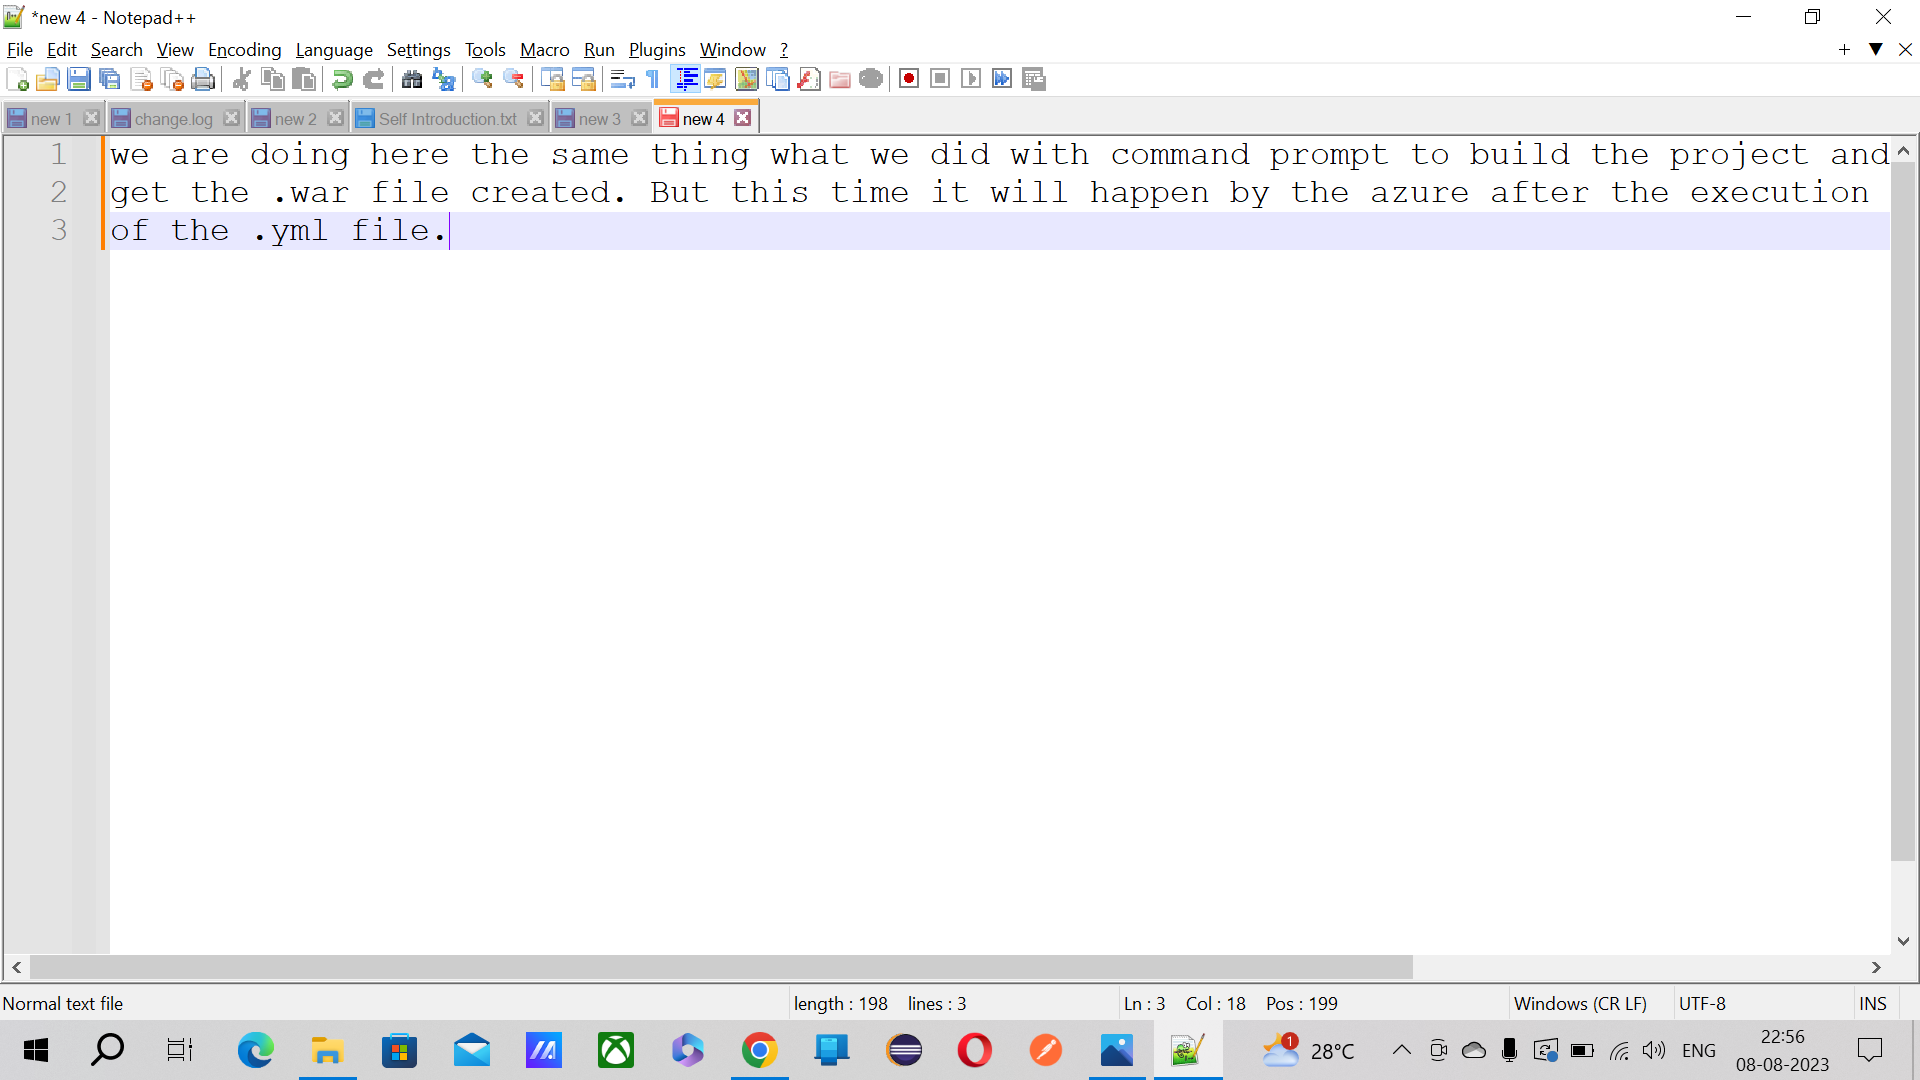 *new 4 - Notepad++
File Edit Search View Encoding Language Settings Tools Macro Run Plugins Window ?
new 1 change.log new 2 Self Introduction.txt new 3 new 4
1 we are doing here the same thing what we did with command prompt to build the project and
2 get the .war file created. But this time it will happen by the azure after the execution
3 of the .yml file.
Normal text file length : 198 lines : 3 Ln : 3 Col : 18 Pos : 199 Windows (CR LF) UTF-8 INS
1 28°C ENG 22:56
08-08-2023